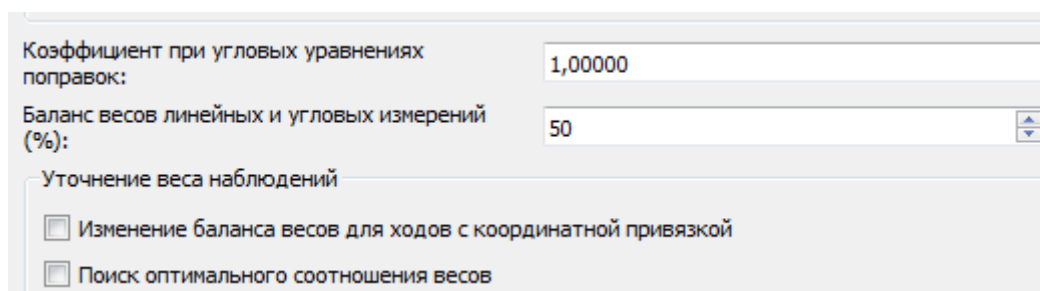 Коэффициент при угловых уравнениях
поправок:
1,00000
Баланс весов линейных и угловых измерений
(%):
50
Уточнение веса наблюдений
Изменение баланса весов для ходов с координатной привязкой
Поиск оптимального соотношения весов